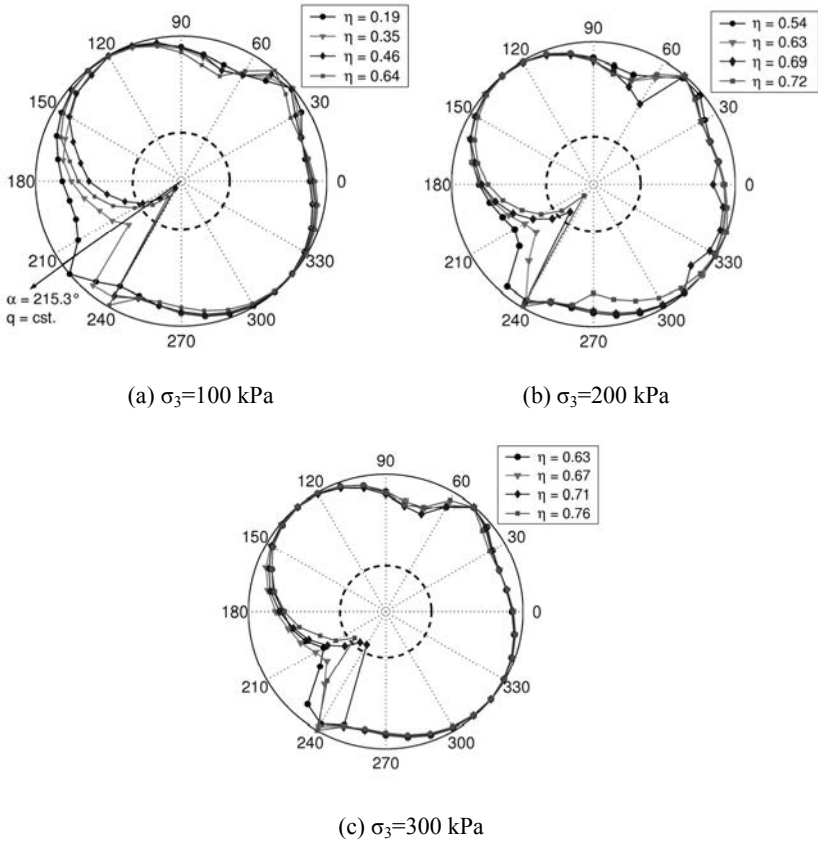 90
120
60
150
30
180
0
210
330
240
300
270
η = 0.19
η = 0.35
η = 0.46
η = 0.64
α = 215.3°
q = cst.
(a) σ₃=100 kPa
90
120
60
150
30
180
0
210
330
240
300
270
η = 0.54
η = 0.63
η = 0.69
η = 0.72
(b) σ₃=200 kPa
90
120
60
150
30
180
0
210
330
240
300
270
η = 0.63
η = 0.67
η = 0.71
η = 0.76
(c) σ₃=300 kPa